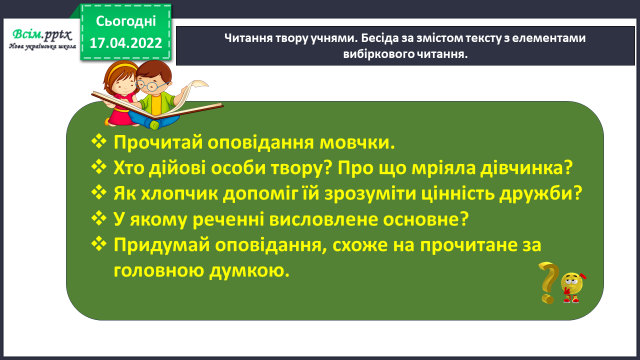 Всім.pptx
Нова українська школа
Сьогодні
17.04.2022
Читання твору учнями. Бесіда за змістом тексту з елементами
вибіркового читання.
❖ Прочитай оповідання мовчки.
❖ Хто дійові особи твору? Про що мріяла дівчинка?
❖ Як хлопчик допоміг їй зрозуміти цінність дружби?
❖ У якому реченні висловлене основне?
❖ Придумай оповідання, схоже на прочитане за
головною думкою.